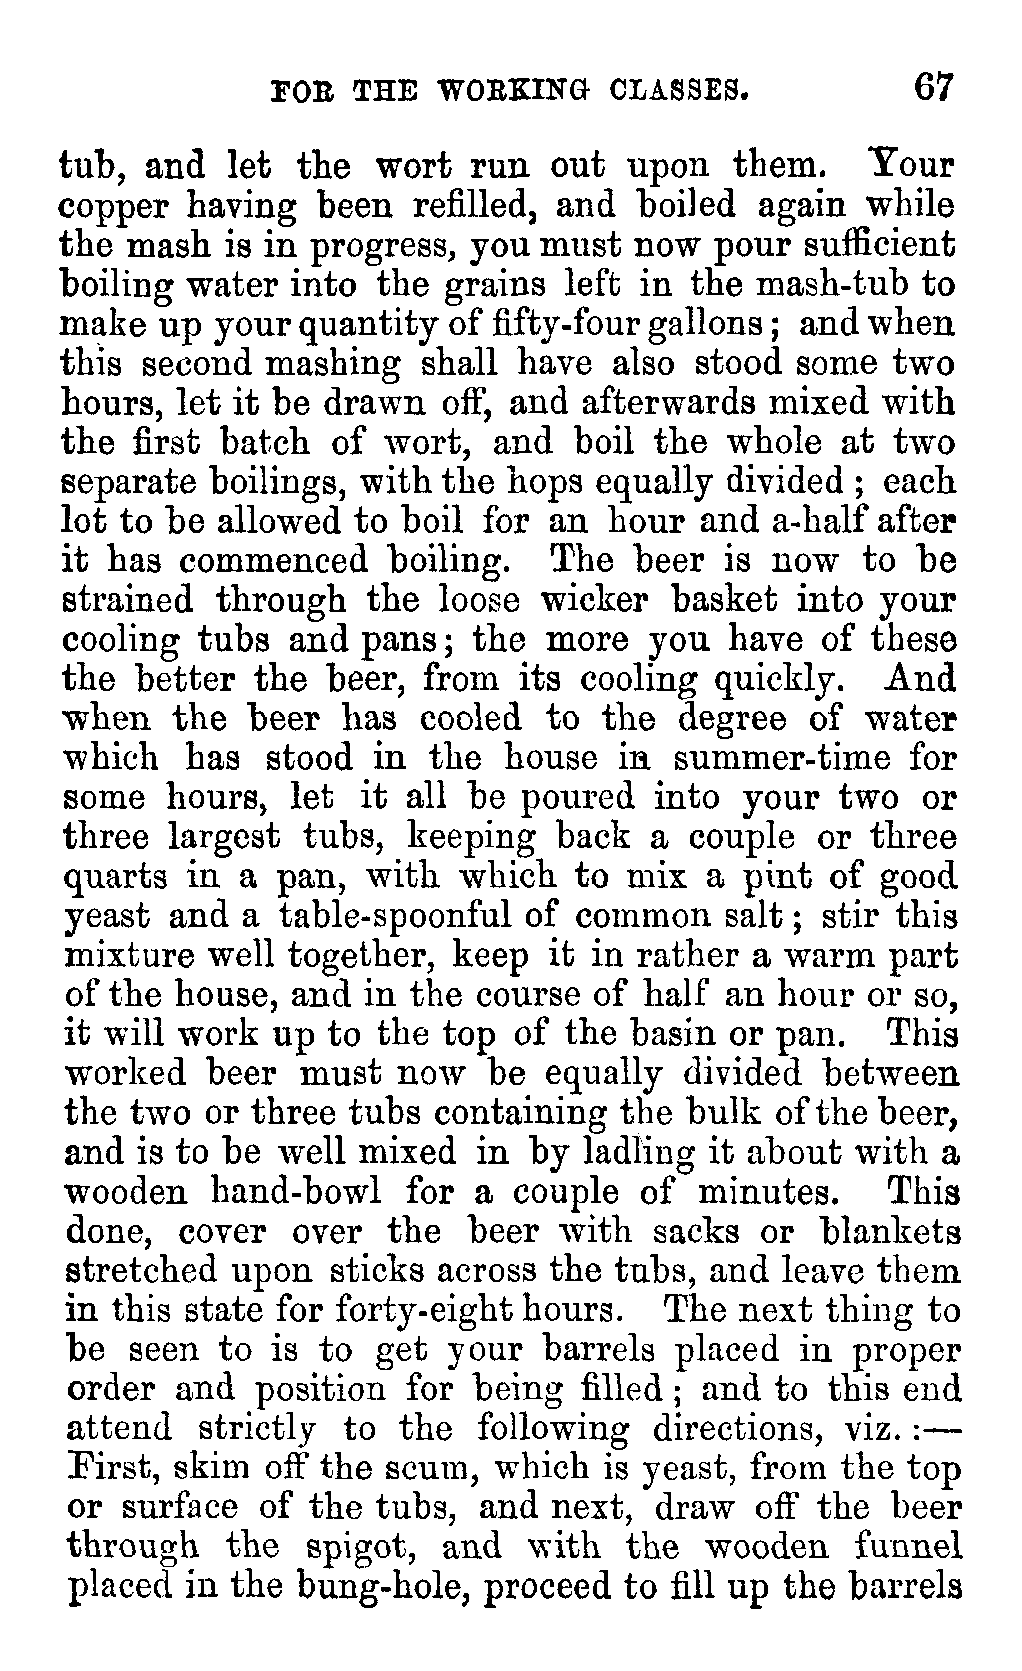 FOR THE WORKING CLASSES. 67
tub, and let the wort run out upon them. Your
copper having been refilled, and boiled again while
the mash is in progress, you must now pour sufficient
boiling water into the grains left in the mash-tub to
make up your quantity of fifty-four gallons; and when
this second mashing shall have also stood some two
hours, let it be drawn off, and afterwards mixed with
the first batch of wort, and boil the whole at two
separate boilings, with the hops equally divided; each
lot to be allowed to boil for an hour and a-half after
it has commenced boiling. The beer is now to be
strained through the loose wicker basket into your
cooling tubs and pans; the more you have of these
the better the beer, from its cooling quickly. And
when the beer has cooled to the degree of water
which has stood in the house in summer-time for
some hours, let it all be poured into your two or
three largest tubs, keeping back a couple or three
quarts in a pan, with which to mix a pint of good
yeast and a table-spoonful of common salt; stir this
mixture well together, keep it in rather a warm part
of the house, and in the course of half an hour or so,
it will work up to the top of the basin or pan. This
worked beer must now be equally divided between
the two or three tubs containing the bulk of the beer,
and is to be well mixed in by ladling it about with a
wooden hand-bowl for a couple of minutes. This
done, cover over the beer with sacks or blankets
stretched upon sticks across the tubs, and leave them
in this state for forty-eight hours. The next thing to
be seen to is to get your barrels placed in proper
order and position for being filled; and to this end
attend strictly to the following directions, viz.:—
First, skim off the scum, which is yeast, from the top
or surface of the tubs, and next, draw off the beer
through the spigot, and with the wooden funnel
placed in the bung-hole, proceed to fill up the barrels